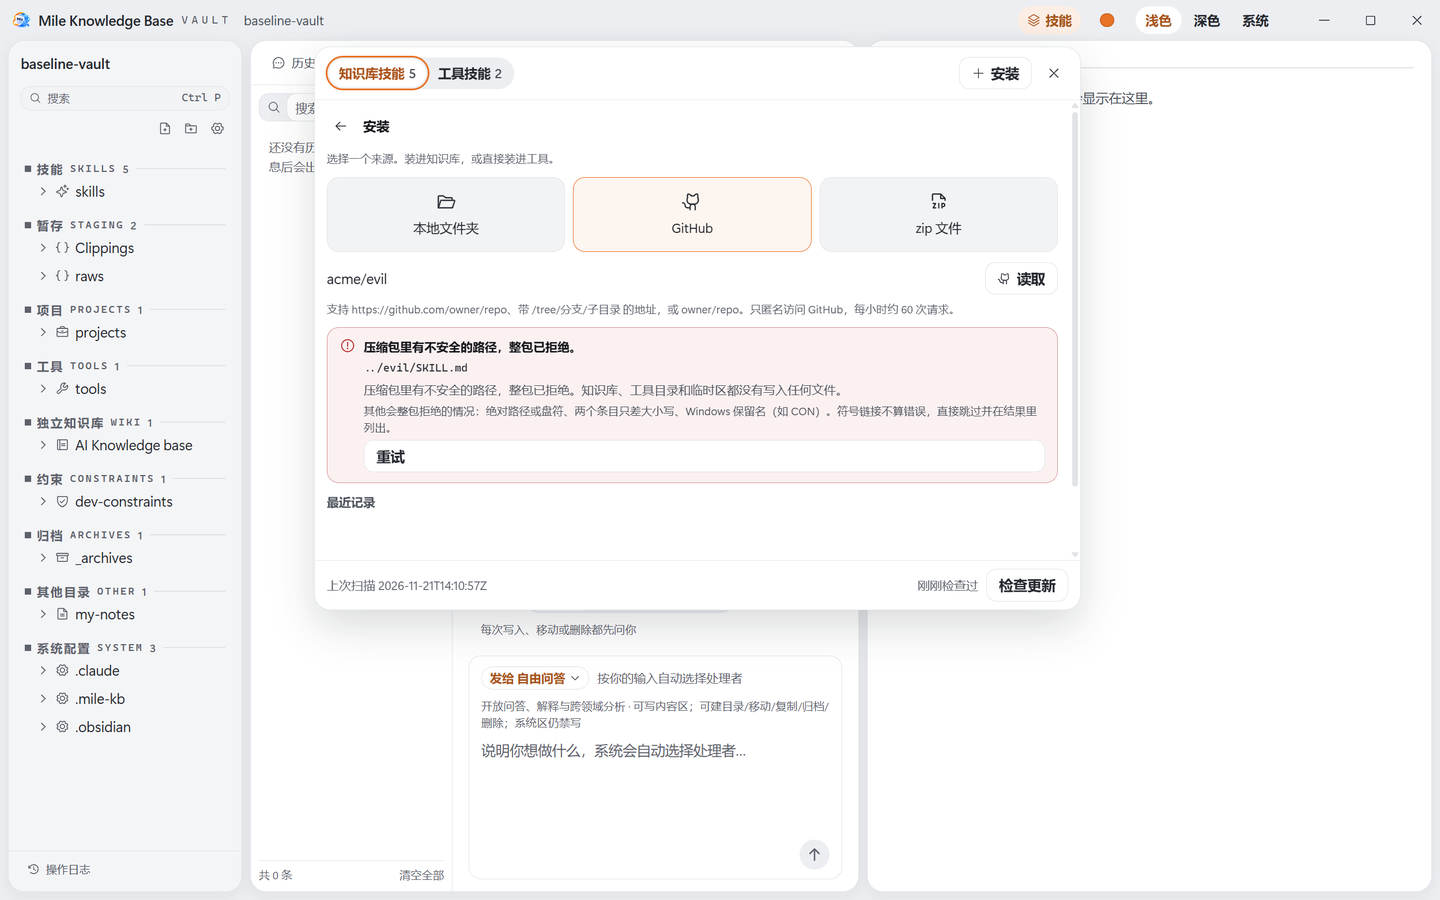 Mile Knowledge Base VAULT baseline-vault
技能
浅色 深色 系统
baseline-vault
搜索 Ctrl P
技能 SKILLS 5
skills
暂存 STAGING 2
Clippings
raws
项目 PROJECTS 1
projects
工具 TOOLS 1
tools
独立知识库 WIKI 1
AI Knowledge base
约束 CONSTRAINTS 1
dev-constraints
归档 ARCHIVES 1
_archives
其他目录 OTHER 1
my-notes
系统配置 SYSTEM 3
.claude
.mile-kb
.obsidian
操作日志
历史
搜索
还没有历
息后会出
共 0 条 清空全部
知识库技能 5 工具技能 2
安装
安装
选择一个来源。装进知识库，或直接装进工具。
本地文件夹
GitHub
ZIP
zip 文件
acme/evil 读取
支持 https://github.com/owner/repo、带 /tree/分支/子目录 的地址，或 owner/repo。只匿名访问 GitHub，每小时约 60 次请求。
压缩包里有不安全的路径，整包已拒绝。
../evil/SKILL.md
压缩包里有不安全的路径，整包已拒绝。知识库、工具目录和临时区都没有写入任何文件。
其他会整包拒绝的情况：绝对路径或盘符、两个条目只差大小写、Windows 保留名（如 CON）。符号链接不算错误，直接跳过并在结果里
列出。
重试
最近记录
上次扫描 2026-11-21T14:10:57Z 刚刚检查过 检查更新
每次写入、移动或删除都先问你
发给 自由问答 按你的输入自动选择处理者
开放问答、解释与跨领域分析 · 可写内容区；可建目录/移动/复制/归档/
删除；系统区仍禁写
说明你想做什么，系统会自动选择处理者...
显示在这里。